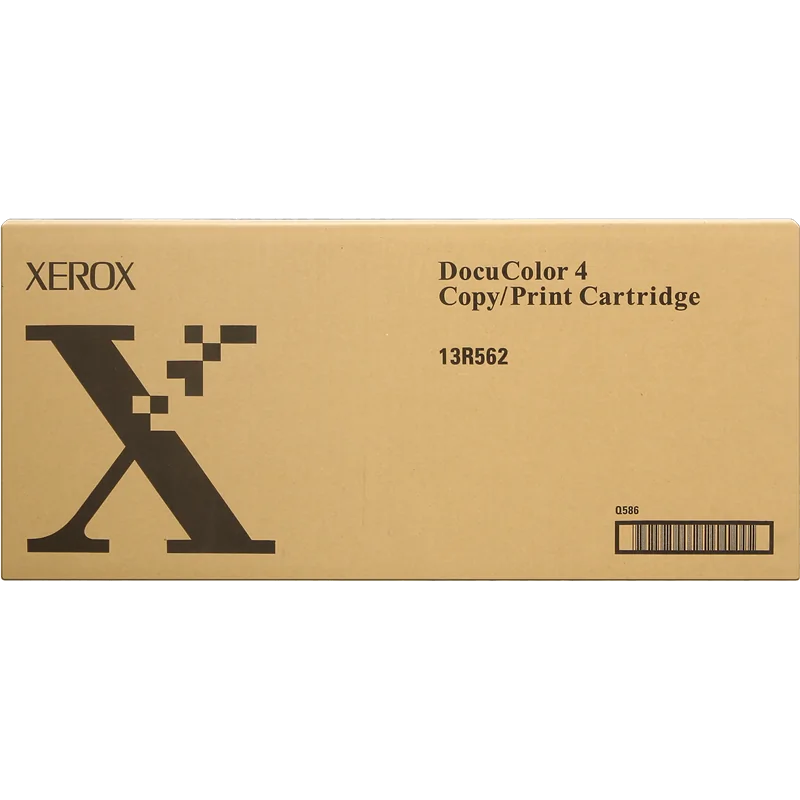 XEROX
DocuColor 4
Copy/Print Cartridge
13R562
Q586